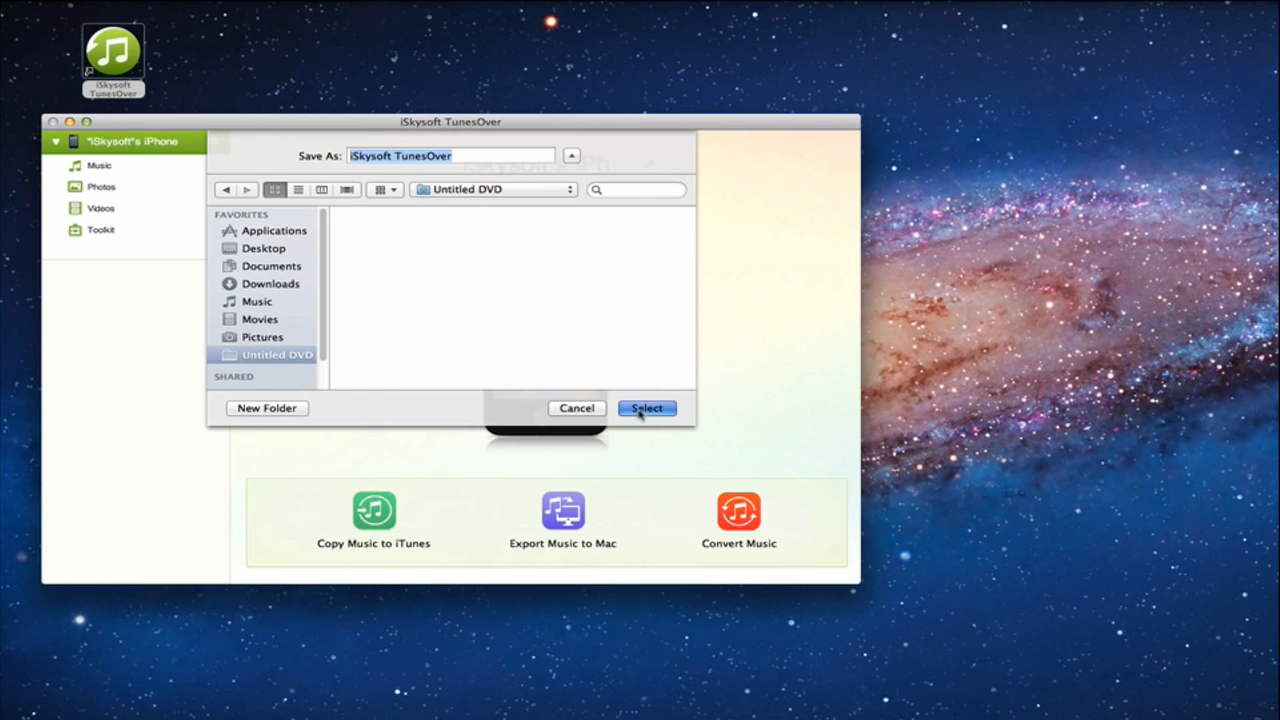 iSkysoft
TunesOver
iSkysoft TunesOver
"iSkysoft"s iPhone
Music
Photos
Videos
Toolkit
Save As: iSkysoft TunesOver
Untitled DVD
FAVORITES
Applications
Desktop
Documents
Downloads
Music
Movies
Pictures
Untitled DVD
SHARED
New Folder
Cancel
Select
Copy Music to iTunes
Export Music to Mac
Convert Music